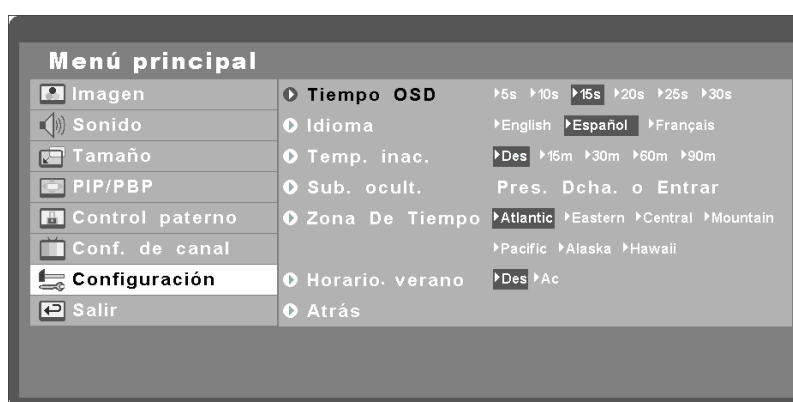 Menú principal
Imagen
Sonido
Tamaño
PIP/PBP
Control paterno
Conf. de canal
Configuración
Salir
Tiempo OSD 5s 10s 15s 20s 25s 30s
Idioma English Español Français
Temp. inac. Des 15m 30m 60m 90m
Sub. ocult. Pres. Dcha. o Entrar
Zona De Tiempo Atlantic Eastern Central Mountain
Pacific Alaska Hawaii
Horario. verano Des Ac
Atrás